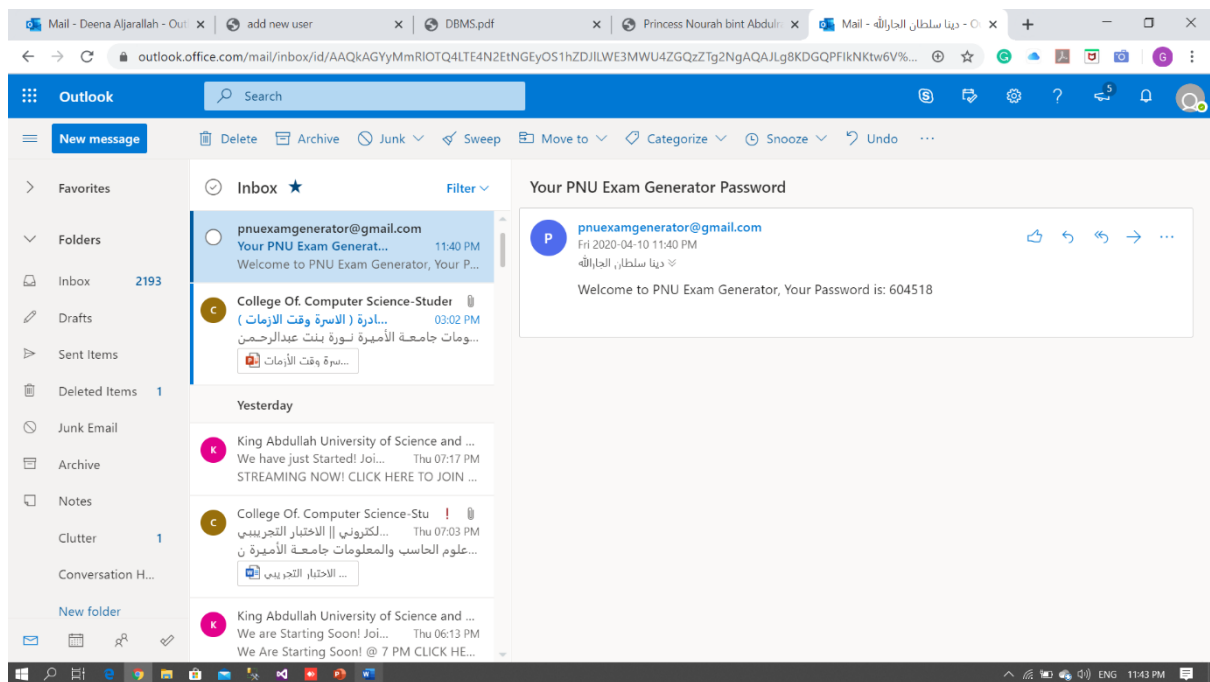 Mail - Deena Aljarallah - Out
add new user
DBMS.pdf
Princess Nourah bint Abdulr
Mail - دينا سلطان الجارالله - O
outlook.office.com/mail/inbox/id/AAQkAGYyMmRlOTQ4LTE4N2EtNGEyOS1hZDJlLWE3MWU4ZGQzZTg2NgAQAJLg8KDGQPFIkNKtw6V%...
G
Outlook
Search
5
New message
Delete
Archive
Junk
Sweep
Move to
Categorize
Snooze
Undo
Favorites
Folders
Inbox 2193
Drafts
Sent Items
Deleted Items 1
Junk Email
Archive
Notes
Clutter 1
Conversation H...
New folder
Inbox
Filter
pnuexamgenerator@gmail.com
Your PNU Exam Generat... 11:40 PM
Welcome to PNU Exam Generator, Your P...
C
College Of. Computer Science-Studer
...ادرة ( الاسرة وقت الازمات ) 03:02 PM
...ومات جامعة الأميرة نورة بنت عبدالرحمن
...سرة وقت الأزمات
Yesterday
K
King Abdullah University of Science and ...
We have just Started! Joi... Thu 07:17 PM
STREAMING NOW! CLICK HERE TO JOIN ...
C
College Of. Computer Science-Stu
...لكتروني || الاختبار التجريبي Thu 07:03 PM
...علوم الحاسب والمعلومات جامعة الأميرة ن
... الاختبار التجريبي
K
King Abdullah University of Science and ...
We are Starting Soon! Joi... Thu 06:13 PM
We Are Starting Soon! @ 7 PM CLICK HE...
Your PNU Exam Generator Password
P
pnuexamgenerator@gmail.com
Fri 2020-04-10 11:40 PM
دينا سلطان الجارالله
Welcome to PNU Exam Generator, Your Password is: 604518
ENG 11:43 PM